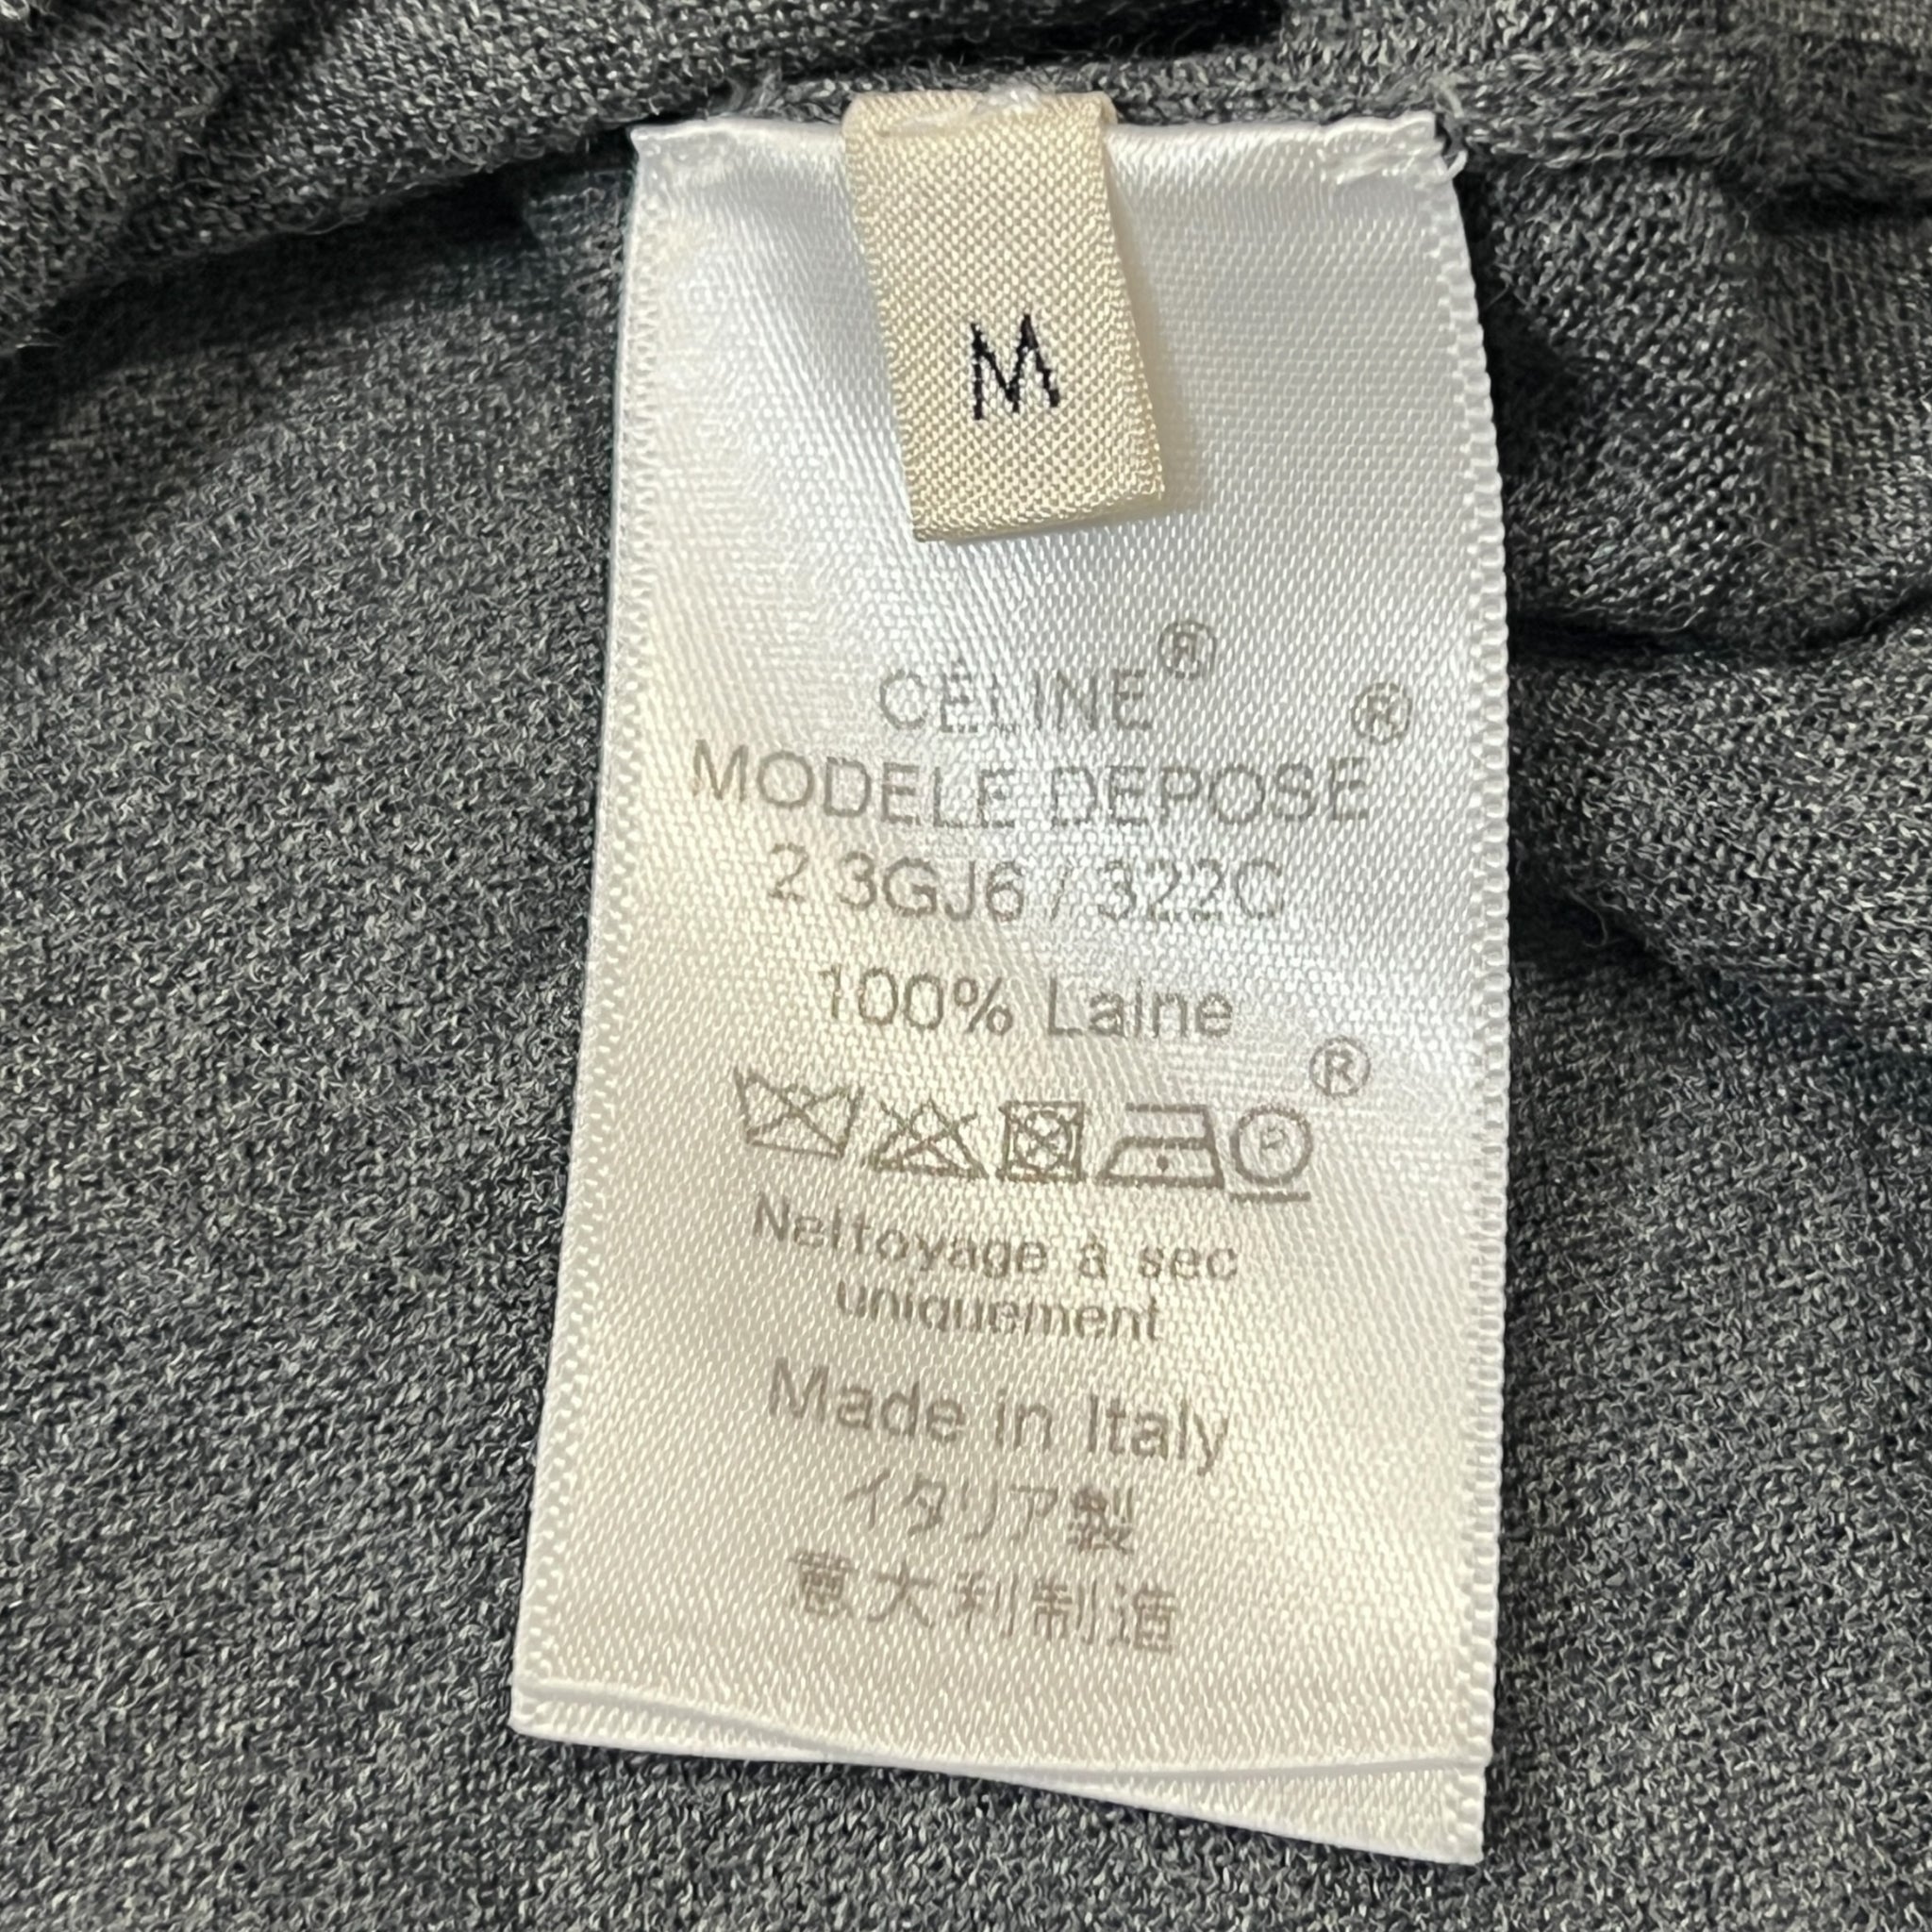 M
CÉLINE®
MODELE DEPOSE®
2 3GJ6 / 322C
100% Laine
®
P
Nettoyage à sec
uniquement
Made in Italy
イタリア製
意大利制造